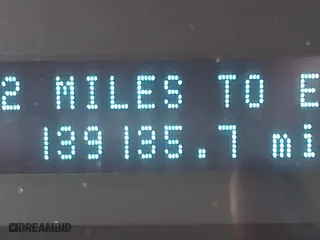 2 MILES TO E
139135.7 mi
DREAMBID